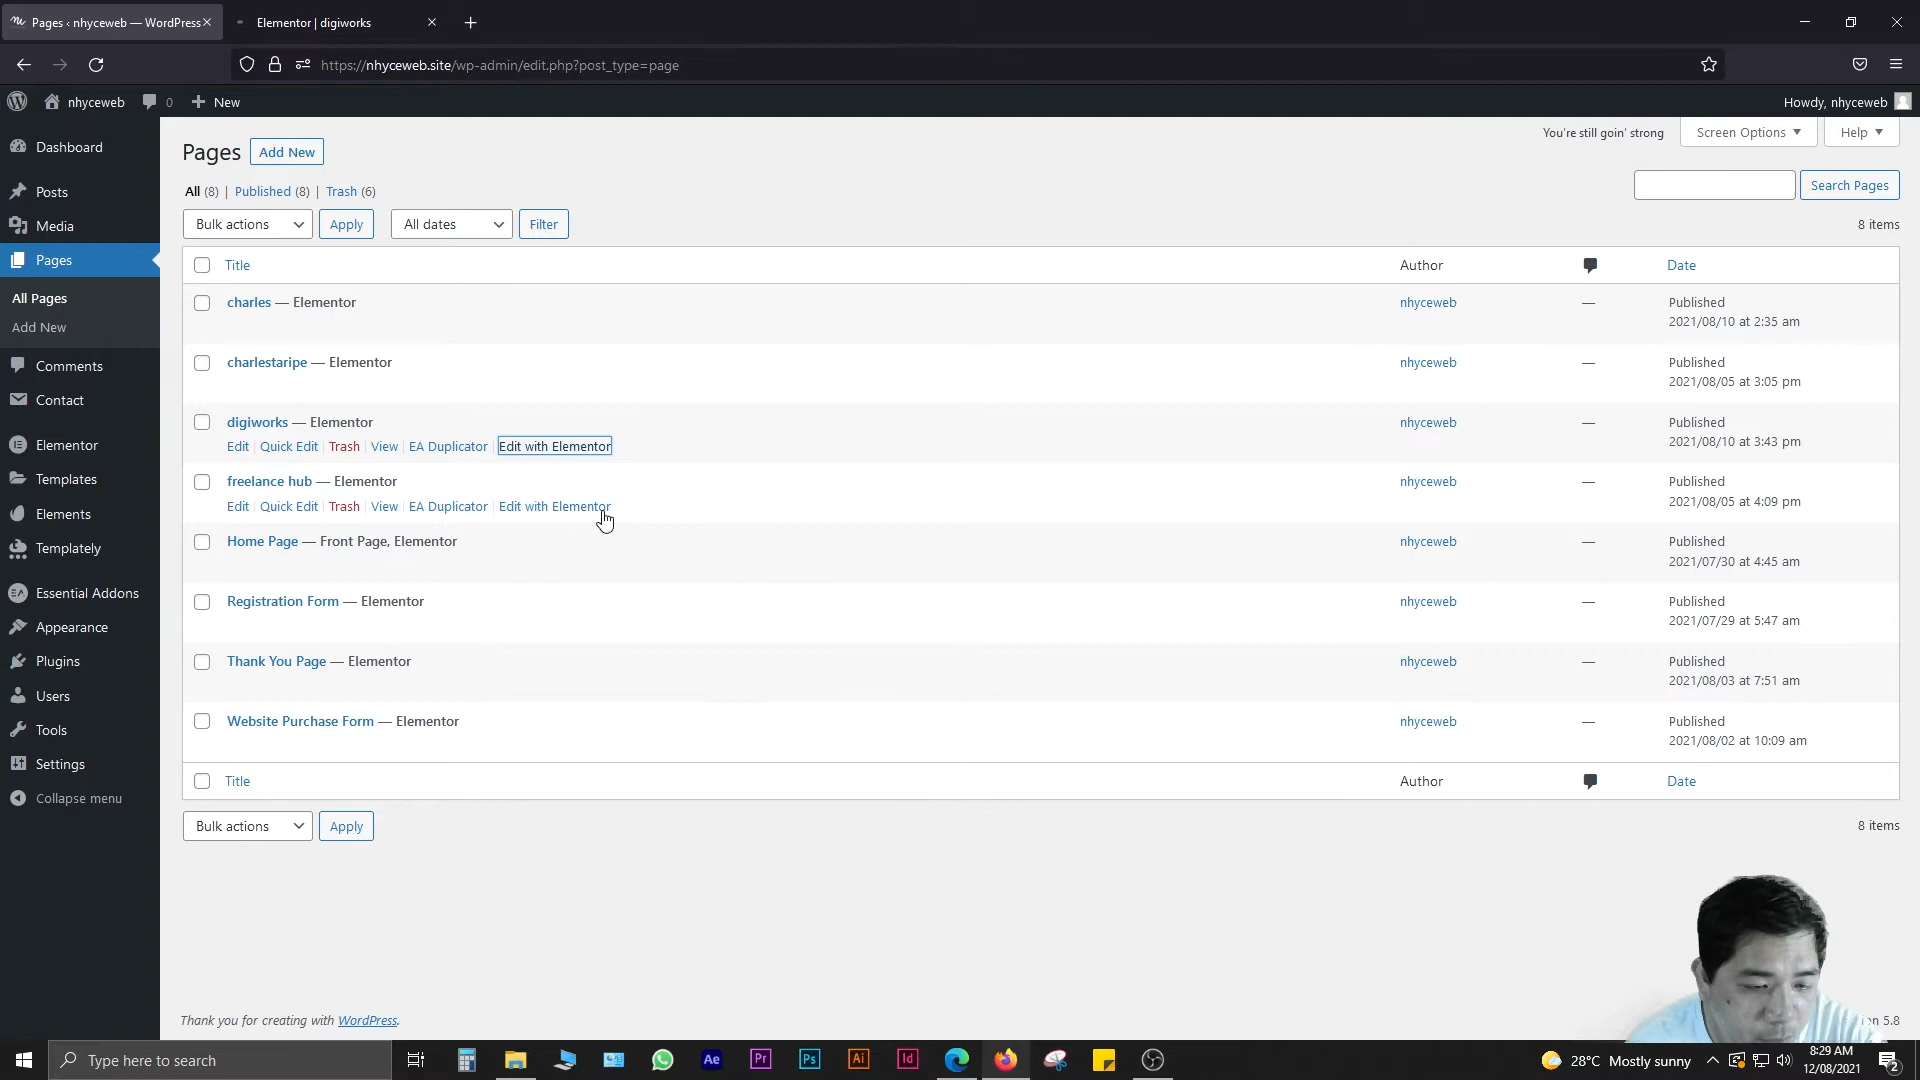 Pages ‹ nhyceweb — WordPress
Elementor | digiworks
https://nhyceweb.site/wp-admin/edit.php?post_type=page
nhyceweb
0
New
Howdy, nhyceweb
Dashboard
Posts
Media
Pages
All Pages
Add New
Comments
Contact
Elementor
Templates
Elements
Templately
Essential Addons
Appearance
Plugins
Users
Tools
Settings
Collapse menu
You're still goin' strong
Screen Options
Help
Pages
Add New
All (8) | Published (8) | Trash (6)
Search Pages
Bulk actions
Apply
All dates
Filter
8 items
Title
Author
Date
charles — Elementor
nhyceweb
—
Published
2021/08/10 at 2:35 am
charlestaripe — Elementor
nhyceweb
—
Published
2021/08/05 at 3:05 pm
digiworks — Elementor
Edit | Quick Edit | Trash | View | EA Duplicator | Edit with Elementor
nhyceweb
—
Published
2021/08/10 at 3:43 pm
freelance hub — Elementor
Edit | Quick Edit | Trash | View | EA Duplicator | Edit with Elementor
nhyceweb
—
Published
2021/08/05 at 4:09 pm
Home Page — Front Page, Elementor
nhyceweb
—
Published
2021/07/30 at 4:45 am
Registration Form — Elementor
nhyceweb
—
Published
2021/07/29 at 5:47 am
Thank You Page — Elementor
nhyceweb
—
Published
2021/08/03 at 7:51 am
Website Purchase Form — Elementor
nhyceweb
—
Published
2021/08/02 at 10:09 am
Title
Author
Date
Bulk actions
Apply
8 items
Thank you for creating with WordPress.
5.8
Type here to search
Ae
Pr
Ps
Ai
Id
28°C Mostly sunny
8:29 AM
12/08/2021
2